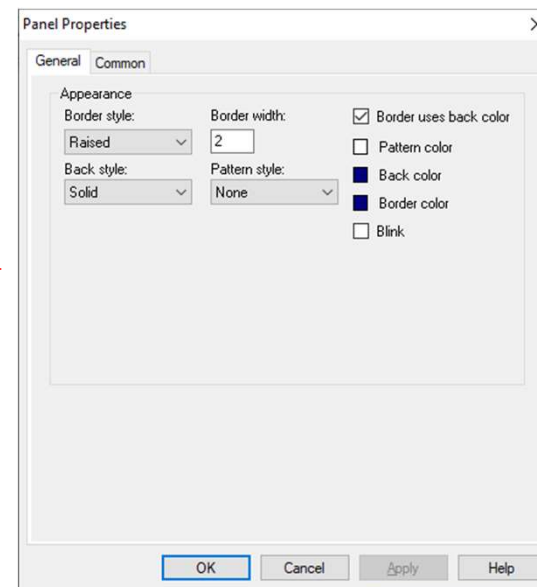 Panel Properties
General Common
Appearance
Border style: Border width: Border uses back color
Raised 2 Pattern color
Back style: Pattern style: Back color
Solid None Border color
Blink
OK Cancel Apply Help